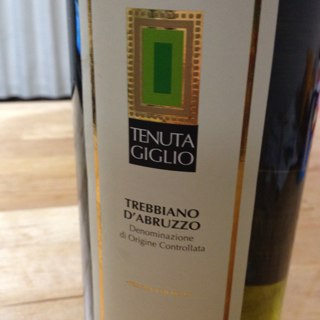 TENUTA
GIGLIO
TREBBIANO
D'ABRUZZO
Denominazione
di Origine Controllata